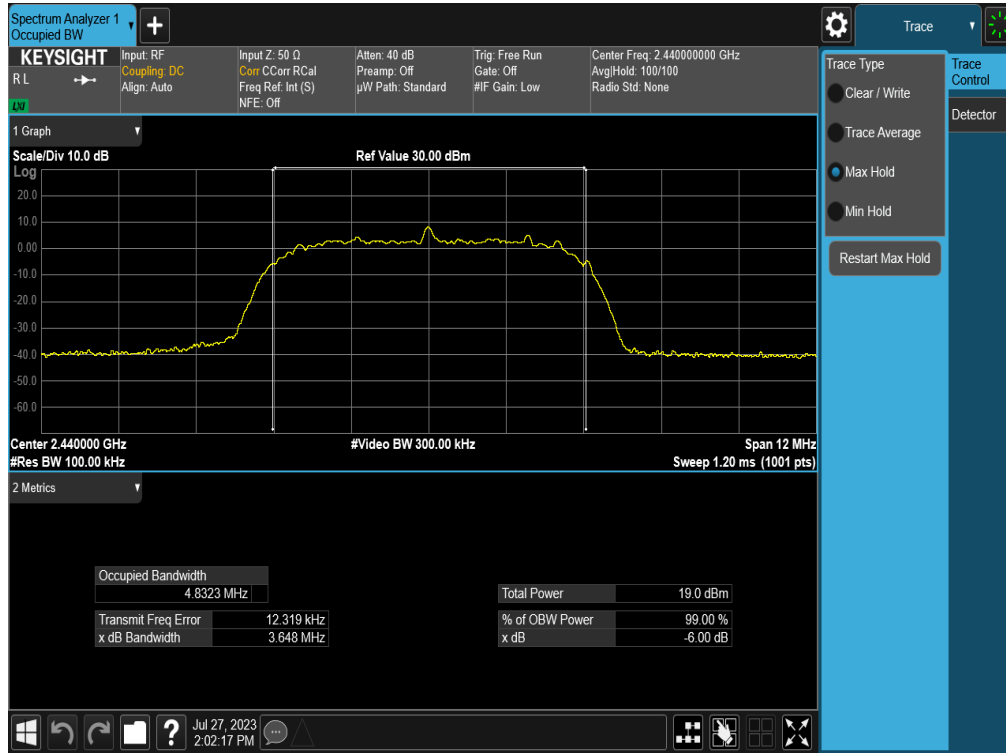 Spectrum Analyzer 1
Occupied BW
+
Trace
KEYSIGHT
R L
LXI
Input: RF
Coupling: DC
Align: Auto
Input Z: 50 Ω
Corr CCorr RCal
Freq Ref: Int (S)
NFE: Off
Atten: 40 dB
Preamp: Off
µW Path: Standard
Trig: Free Run
Gate: Off
#IF Gain: Low
Center Freq: 2.440000000 GHz
Avg|Hold: 100/100
Radio Std: None
Trace Type
Clear / Write
Trace Average
Max Hold
Min Hold
Restart Max Hold
Trace
Control
Detector
1 Graph
Scale/Div 10.0 dB
Ref Value 30.00 dBm
Log
20.0
10.0
0.00
-10.0
-20.0
-30.0
-40.0
-50.0
-60.0
Center 2.440000 GHz
#Video BW 300.00 kHz
Span 12 MHz
#Res BW 100.00 kHz
Sweep 1.20 ms (1001 pts)
2 Metrics
Occupied Bandwidth
4.8323 MHz
Transmit Freq Error 12.319 kHz
x dB Bandwidth 3.648 MHz
Total Power 19.0 dBm
% of OBW Power 99.00 %
x dB -6.00 dB
?
Jul 27, 2023
2:02:17 PM